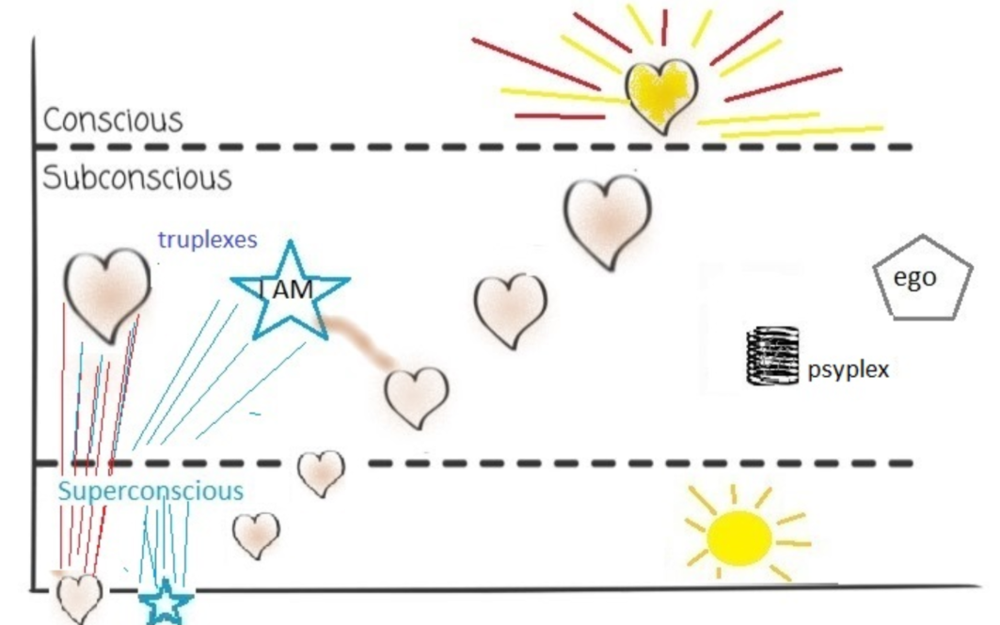 Conscious
Subconscious
truplexes
I AM
ego
psyplex
Superconscious